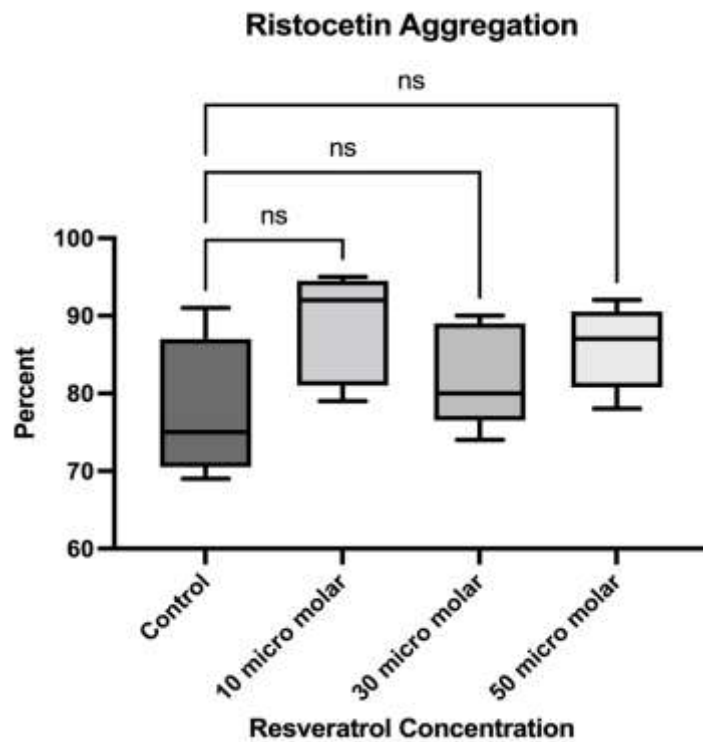 Ristocetin Aggregation
ns
ns
ns
100
90
80
70
60
Percent
Control
10 micro molar
30 micro molar
50 micro molar
Resveratrol Concentration